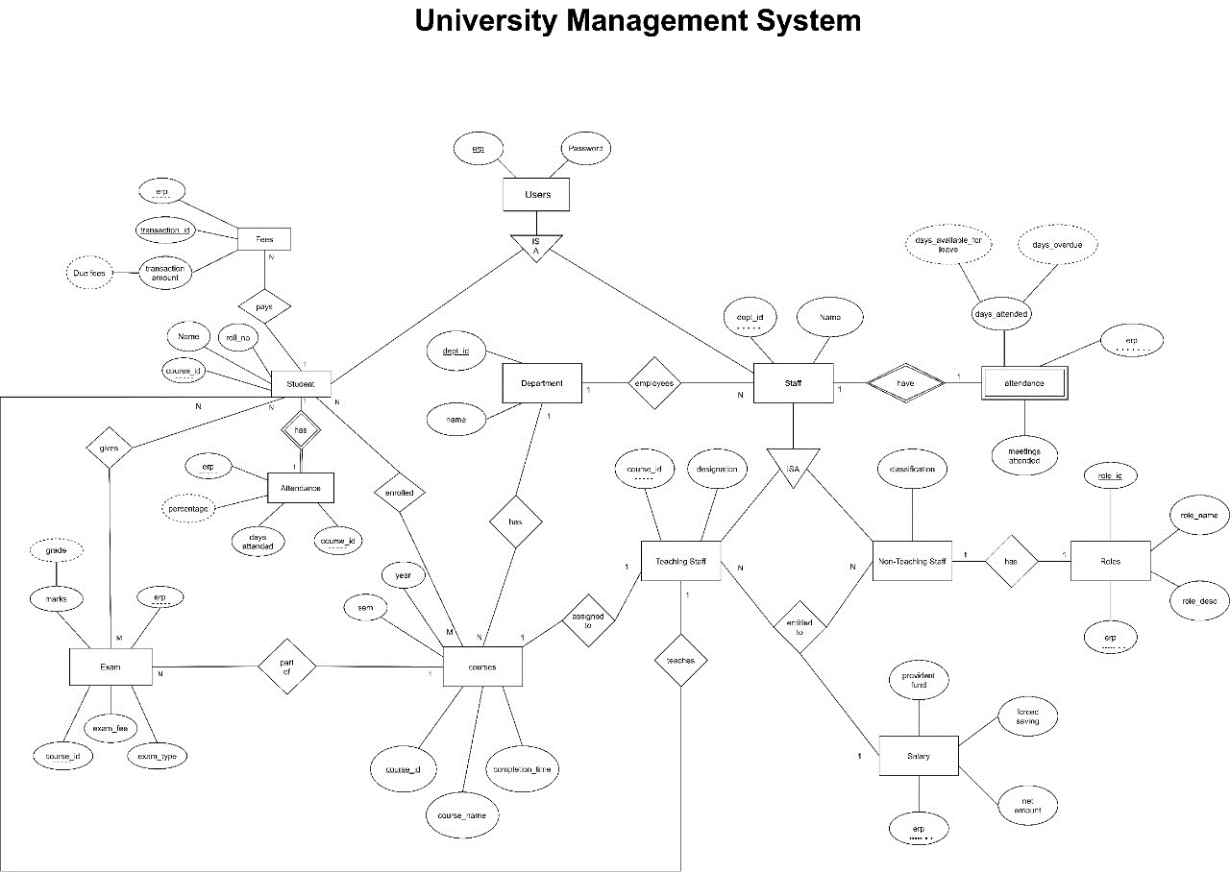 University Management System
erp
Password
Users
IS
A
erp
transaction_id
Fees
Due fees
transaction
amount
N
pays
days_available_for
leave
days_overdue
days_attended
erp
dept_id
Name
Name
roll_no
course_id
1
Student
dept_id
Department
1
employees
N
Staff
1
have
1
attendance
name
1
N
N
1
N
has
1
gives
meetings
attended
erp
Attendance
percentage
days
attended
course_id
enrolled
has
course_id
designation
ISA
classification
role_id
role_name
Teaching Staff
Non-Teaching Staff
1
has
1
Roles
role_desc
erp
1
N
N
1
grade
marks
erp
year
sem
assigned
to
entitled
to
M
M
N
1
Exam
N
part
of
1
courses
teaches
provident
fund
forced
saving
exam_fee
course_id
exam_type
course_id
completion_time
course_name
1
Salary
net
amount
erp